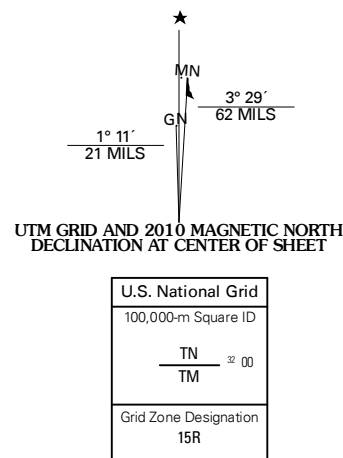 ★
MN
GN
3° 29´
62 MILS
1° 11´
21 MILS
UTM GRID AND 2010 MAGNETIC NORTH
DECLINATION AT CENTER OF SHEET
U.S. National Grid
100,000-m Square ID
TN
32 00
TM
Grid Zone Designation
15R